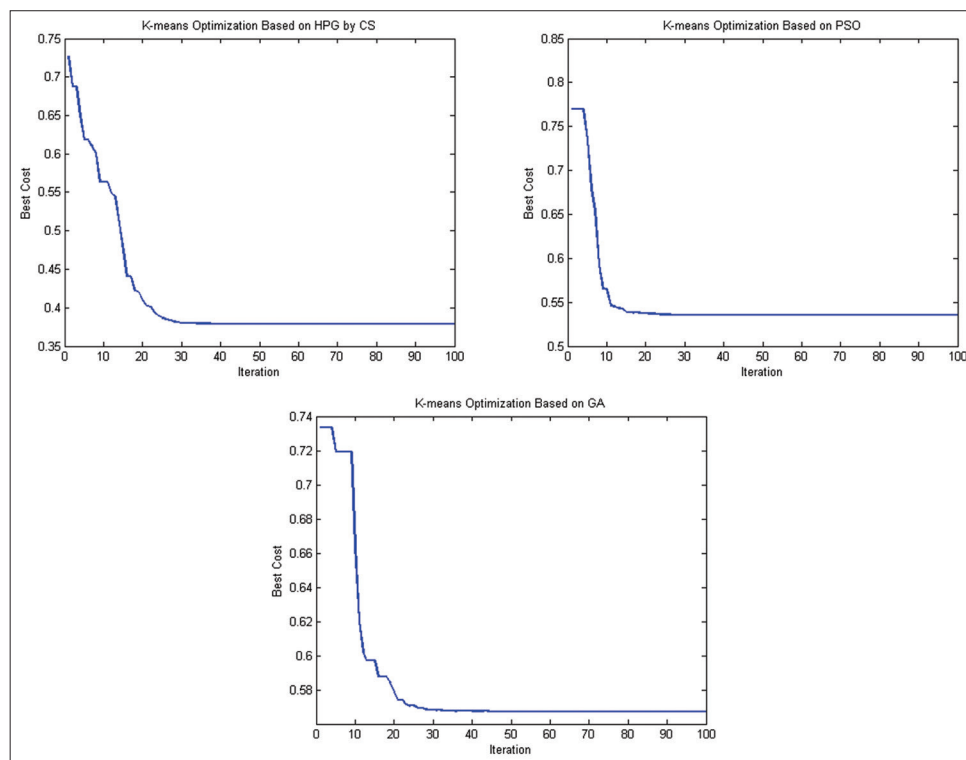 K-means Optimization Based on HPG by CS
0.75
0.7
0.65
0.6
0.55
0.5
0.45
0.4
0.35
Best Cost
0 10 20 30 40 50 60 70 80 90 100
Iteration
K-means Optimization Based on PSO
0.85
0.8
0.75
0.7
0.65
0.6
0.55
0.5
Best Cost
0 10 20 30 40 50 60 70 80 90 100
Iteration
K-means Optimization Based on GA
0.74
0.72
0.7
0.68
0.66
0.64
0.62
0.6
0.58
Best Cost
0 10 20 30 40 50 60 70 80 90 100
Iteration